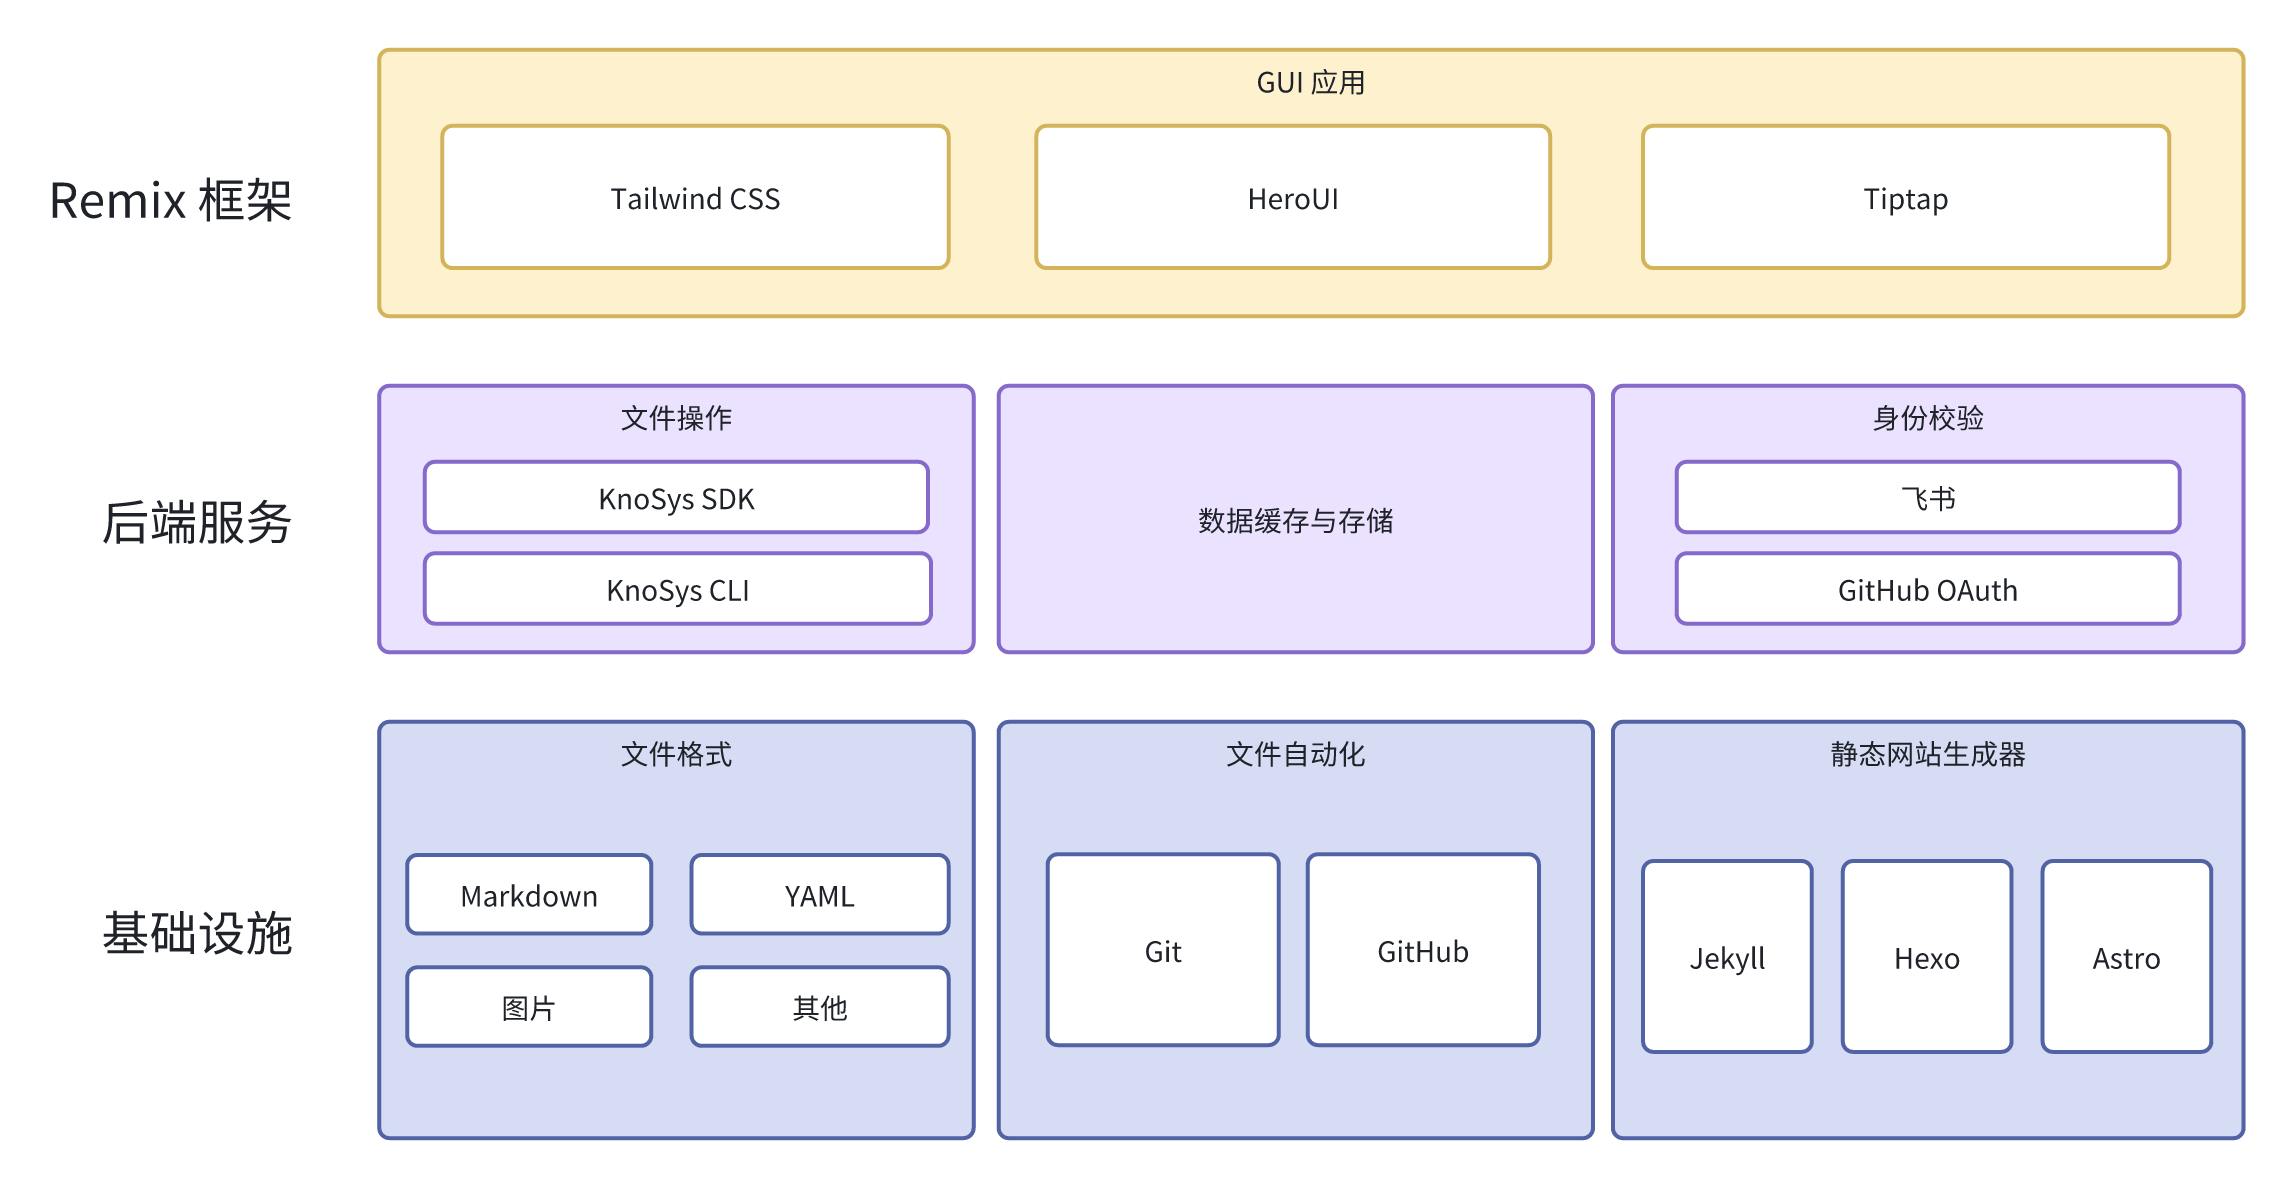 GUI 应用
Remix 框架
Tailwind CSS
HeroUI
Tiptap
后端服务
文件操作
KnoSys SDK
KnoSys CLI
数据缓存与存储
身份校验
飞书
GitHub OAuth
基础设施
文件格式
Markdown
YAML
图片
其他
文件自动化
Git
GitHub
静态网站生成器
Jekyll
Hexo
Astro